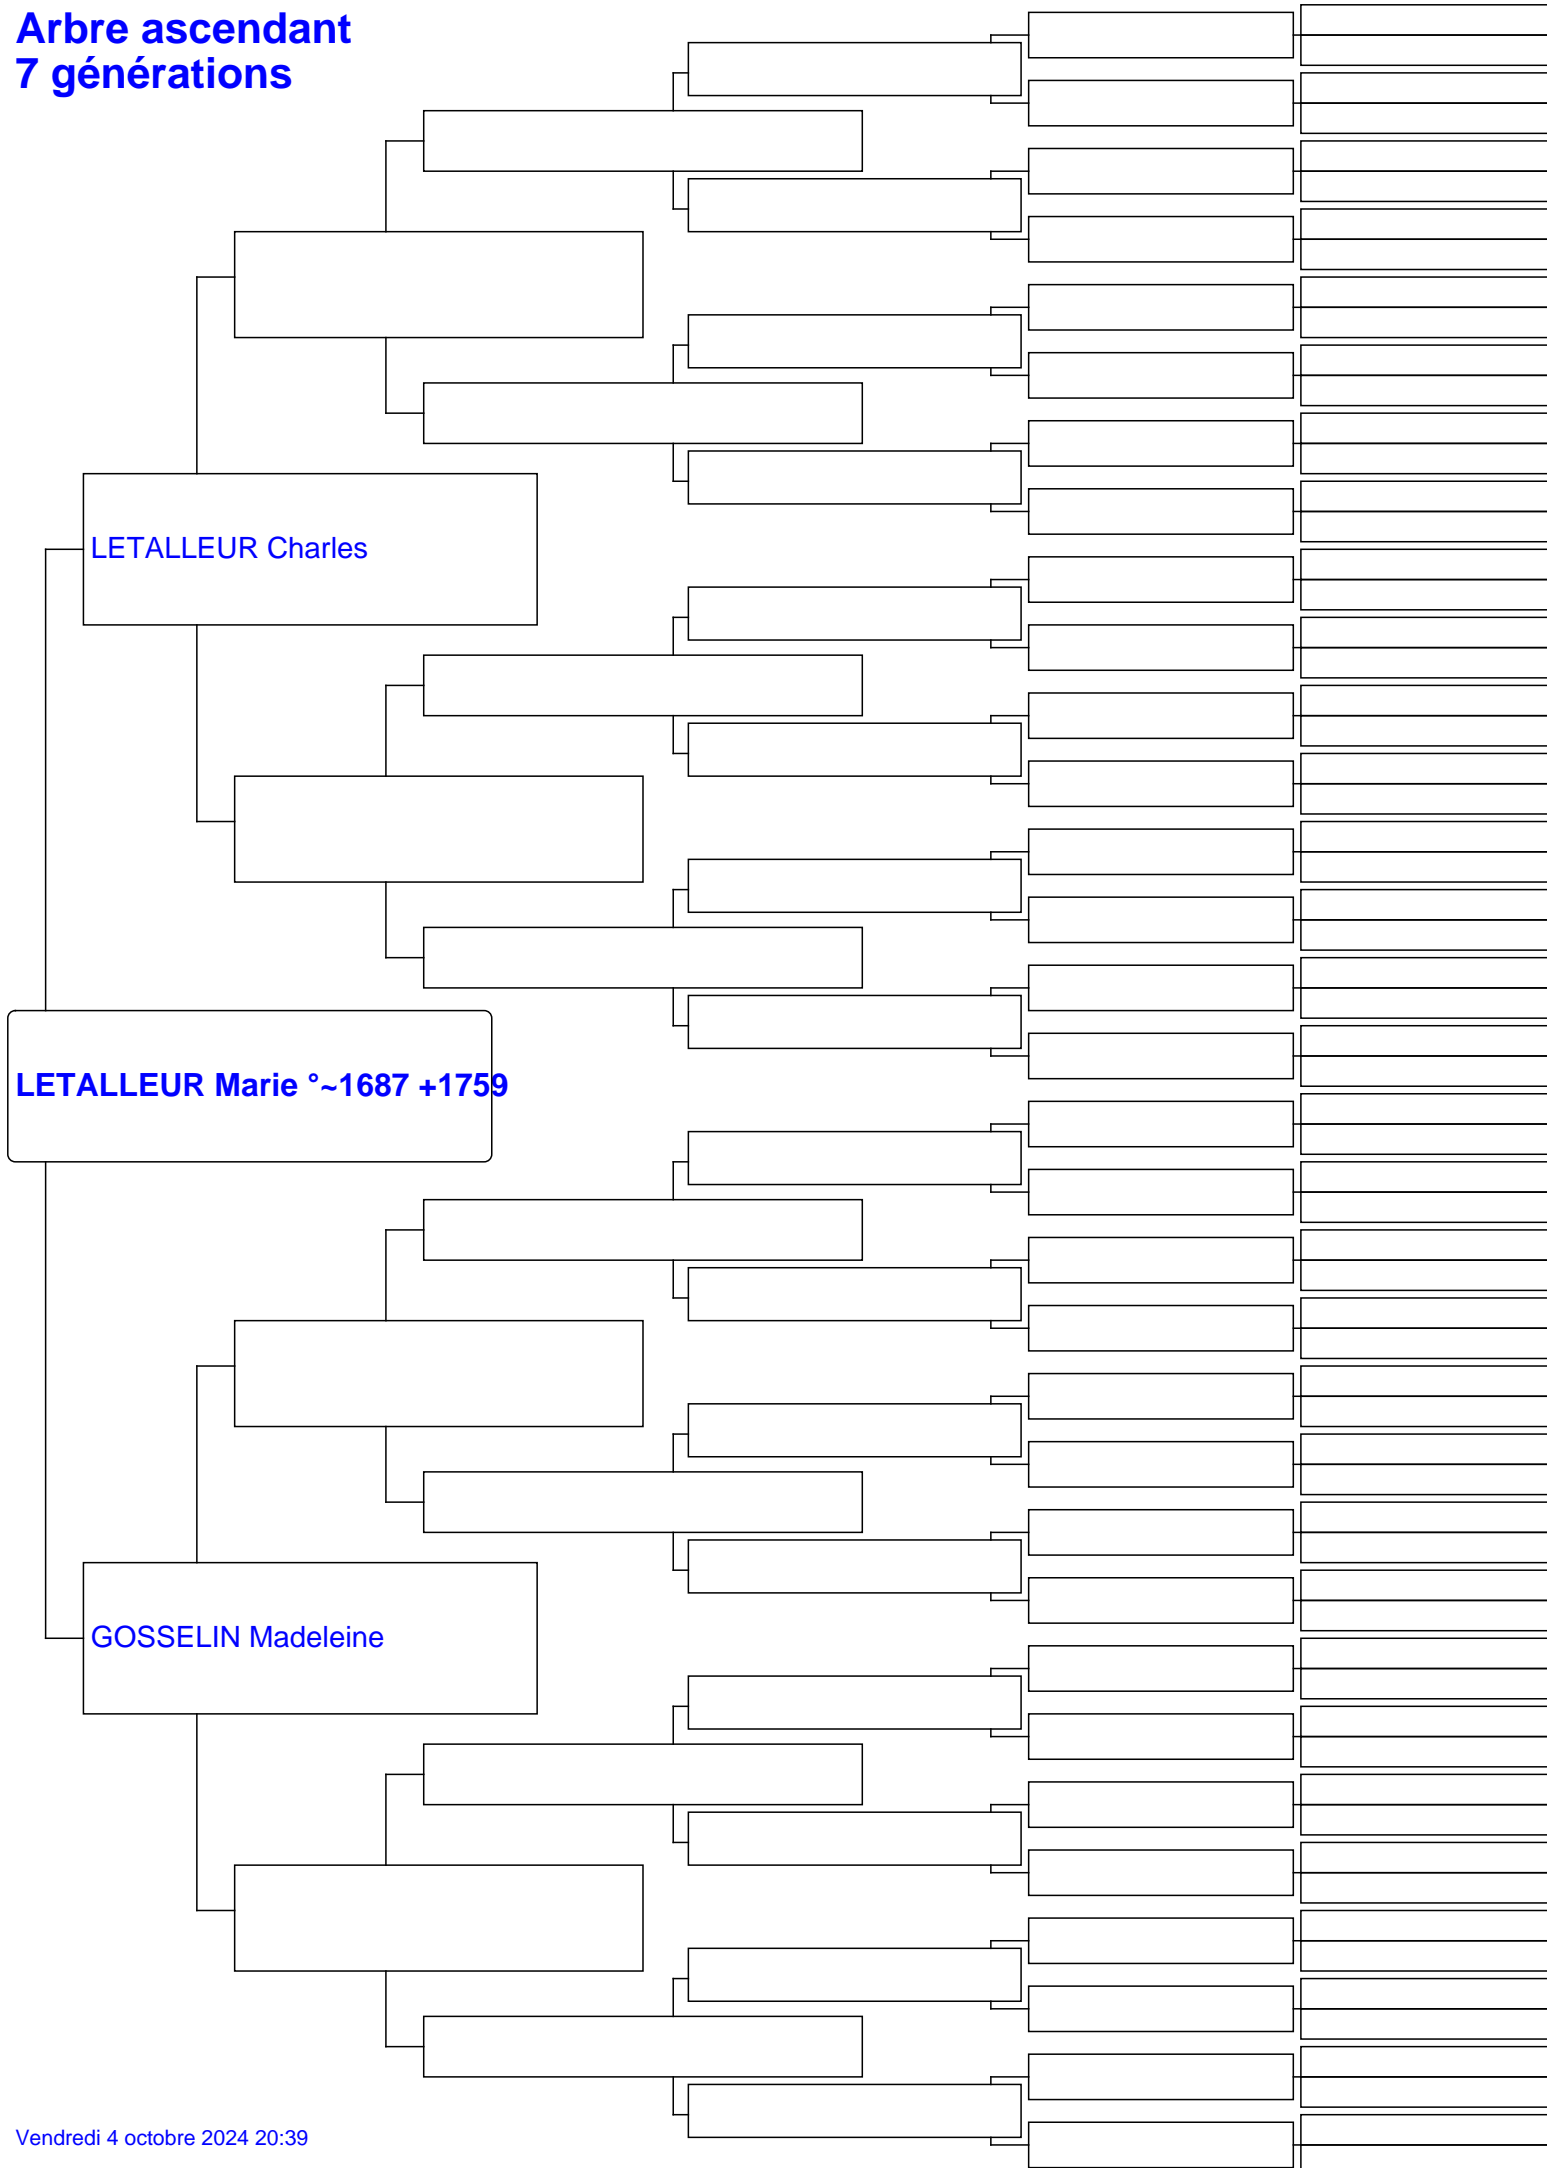 Arbre ascendant
7 générations
LETALLEUR Charles
LETALLEUR Marie °~1687 +1759
GOSSELIN Madeleine
Vendredi 4 octobre 2024 20:39